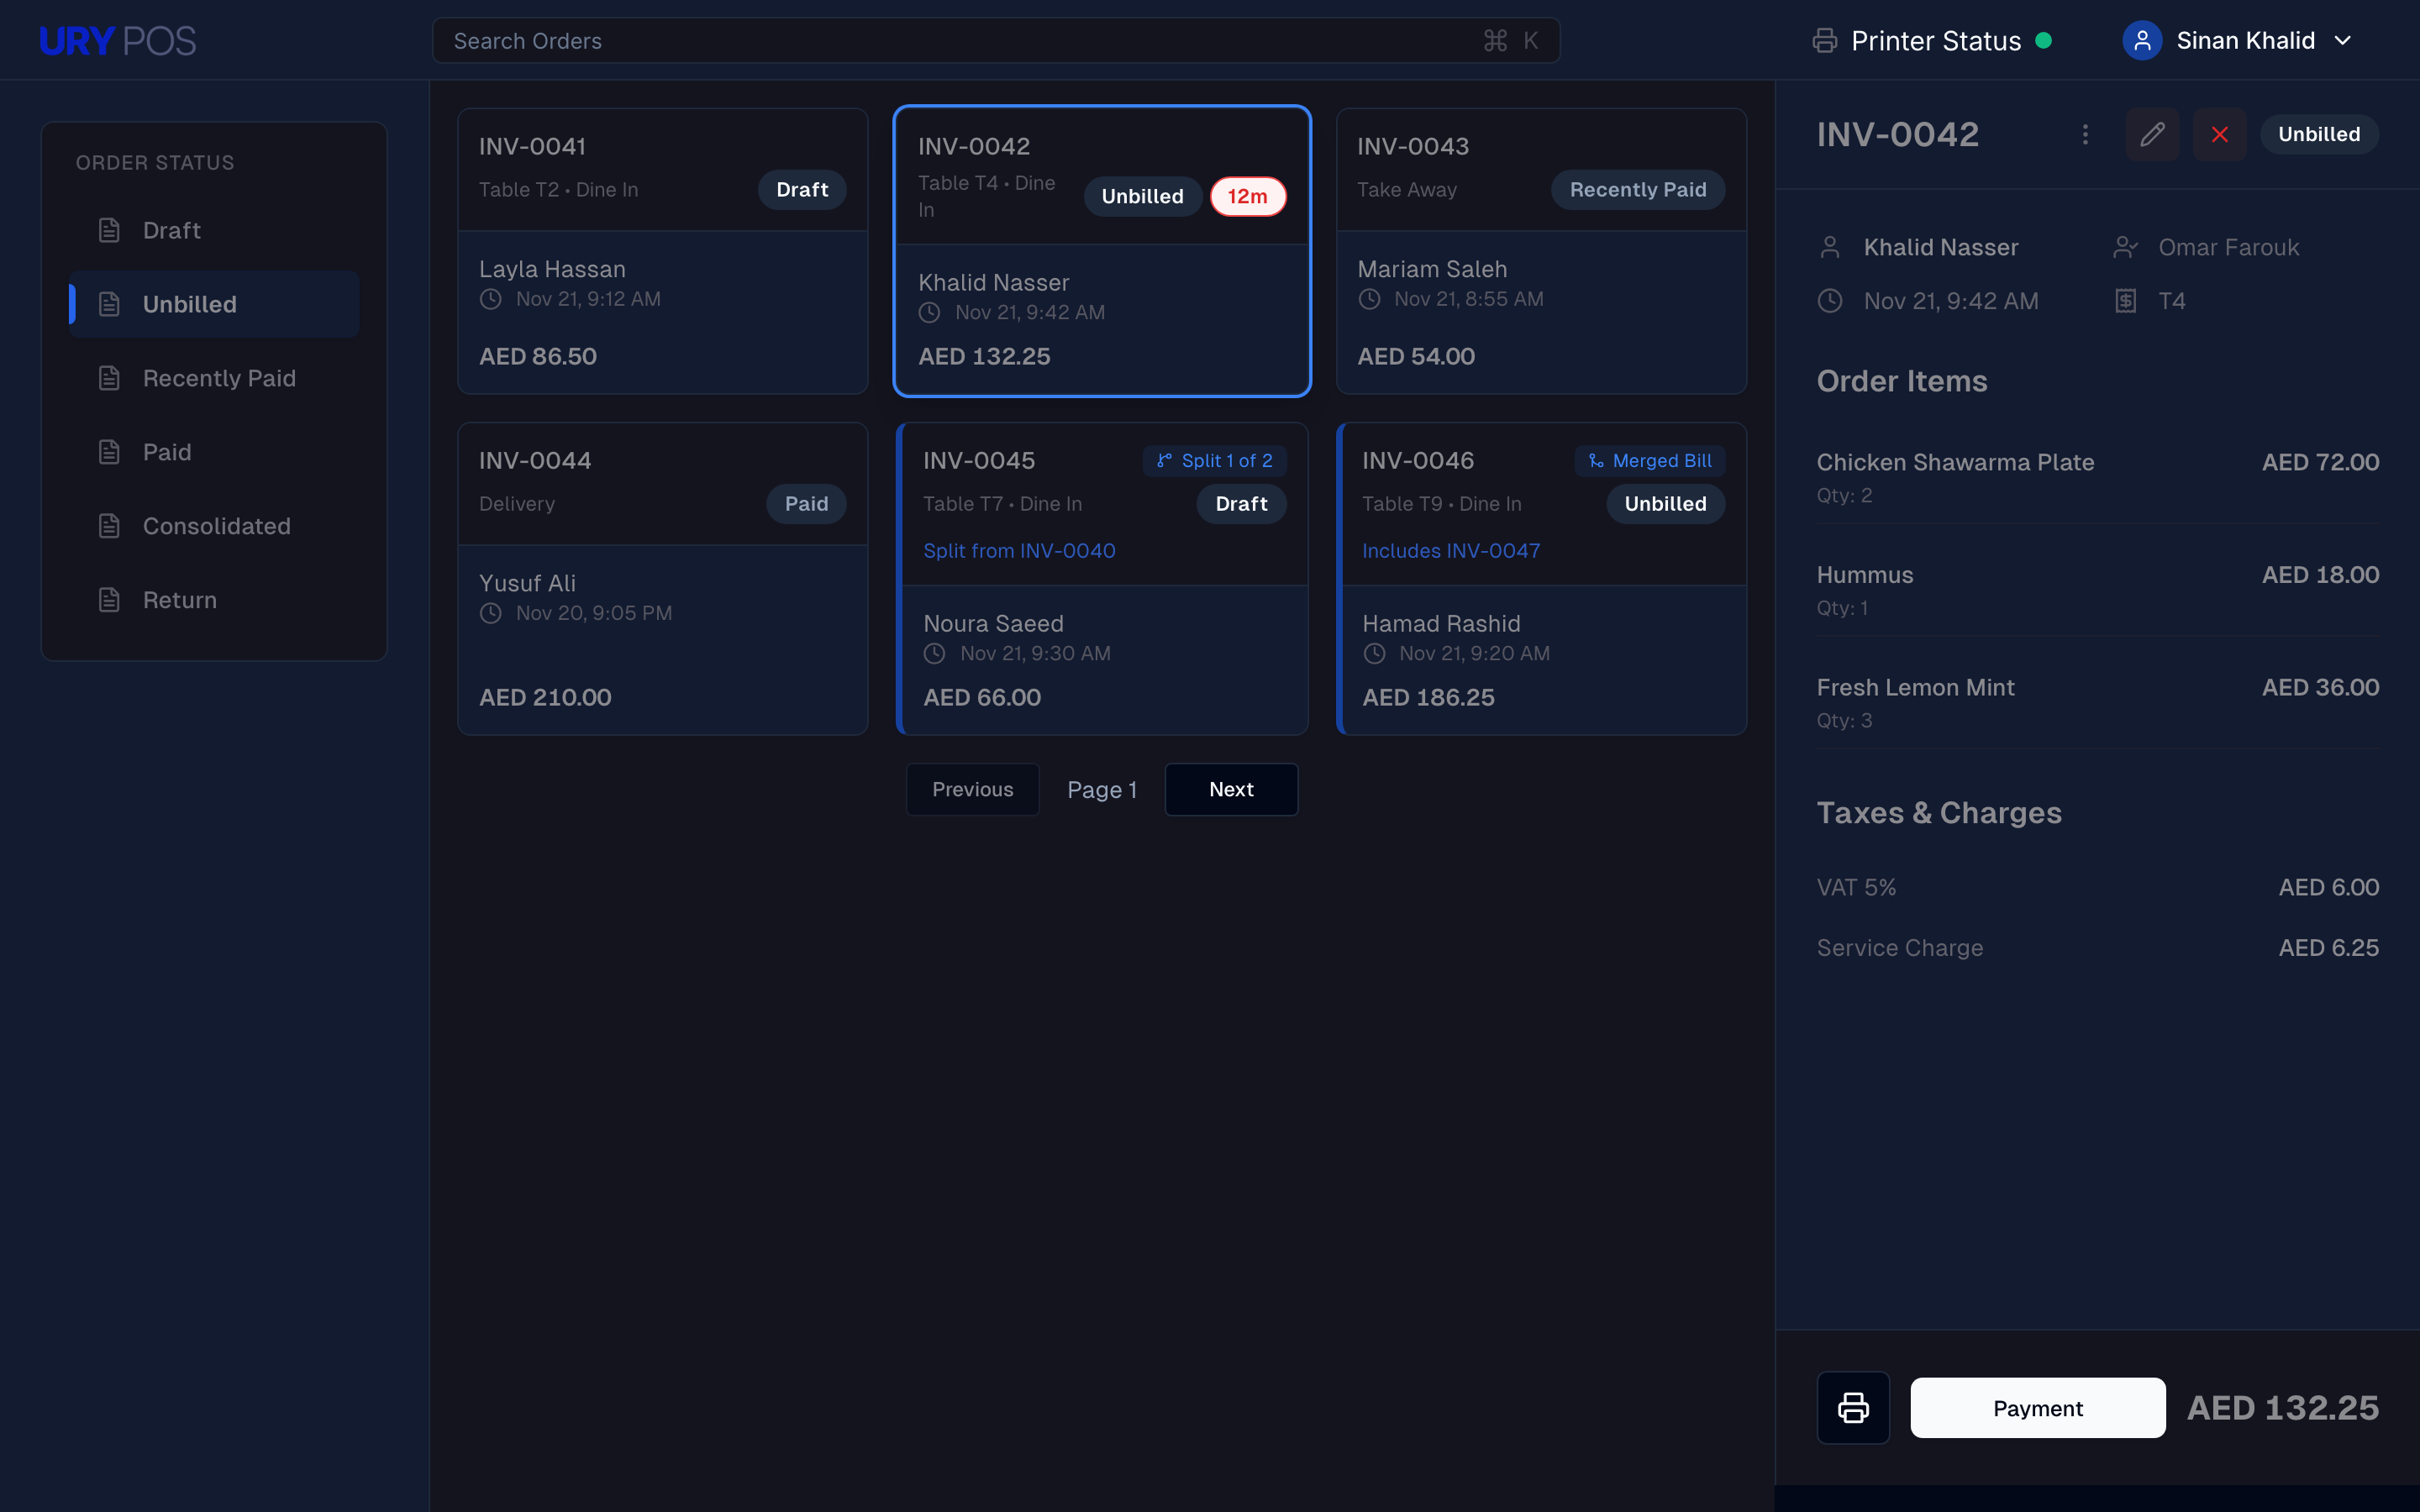 URY POS
Search Orders
⌘ K
Printer Status
Sinan Khalid
ORDER STATUS
Draft
Unbilled
Recently Paid
Paid
Consolidated
Return
INV-0041
Table T2 • Dine In
Draft
Layla Hassan
Nov 21, 9:12 AM
AED 86.50
INV-0042
Table T4 • Dine
In
Unbilled
12m
Khalid Nasser
Nov 21, 9:42 AM
AED 132.25
INV-0043
Take Away
Recently Paid
Mariam Saleh
Nov 21, 8:55 AM
AED 54.00
INV-0044
Delivery
Paid
Yusuf Ali
Nov 20, 9:05 PM
AED 210.00
INV-0045
Split 1 of 2
Table T7 • Dine In
Draft
Split from INV-0040
Noura Saeed
Nov 21, 9:30 AM
AED 66.00
INV-0046
Merged Bill
Table T9 • Dine In
Unbilled
Includes INV-0047
Hamad Rashid
Nov 21, 9:20 AM
AED 186.25
Previous
Page 1
Next
INV-0042
Unbilled
Khalid Nasser
Omar Farouk
Nov 21, 9:42 AM
T4
Order Items
Chicken Shawarma Plate
AED 72.00
Qty: 2
Hummus
AED 18.00
Qty: 1
Fresh Lemon Mint
AED 36.00
Qty: 3
Taxes & Charges
VAT 5%
AED 6.00
Service Charge
AED 6.25
Payment
AED 132.25